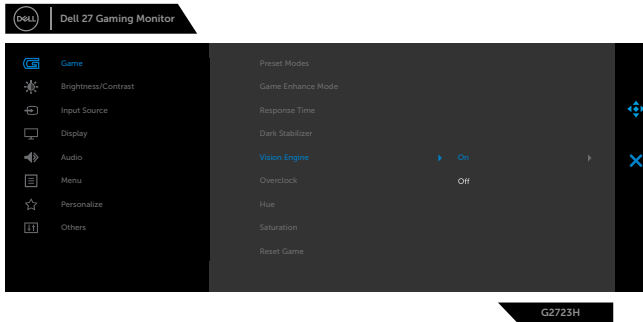 DELL
Dell 27 Gaming Monitor
Game
Brightness/Contrast
Input Source
Display
Audio
Menu
Personalize
Others
Preset Modes
Game Enhance Mode
Response Time
Dark Stabilizer
Vision Engine
Overclock
Hue
Saturation
Reset Game
On
Off
G2723H